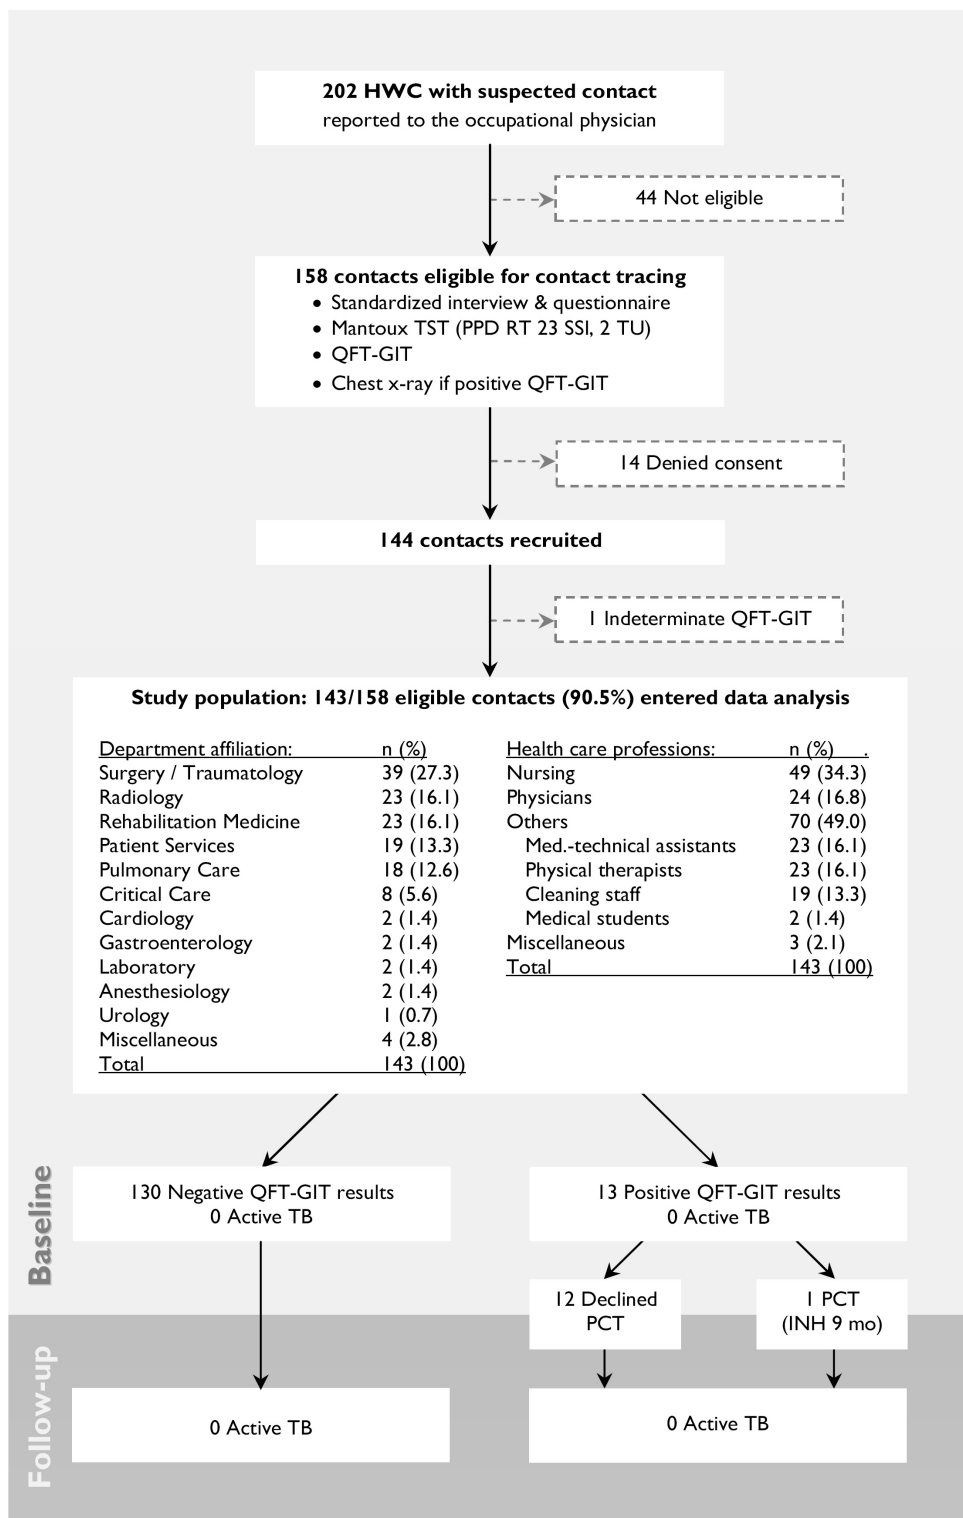 202 HWC with suspected contact
reported to the occupational physician
44 Not eligible
158 contacts eligible for contact tracing
• Standardized interview & questionnaire
• Mantoux TST (PPD RT 23 SSI, 2 TU)
• QFT-GIT
• Chest x-ray if positive QFT-GIT
14 Denied consent
144 contacts recruited
1 Indeterminate QFT-GIT
Study population: 143/158 eligible contacts (90.5%) entered data analysis
Department affiliation: n (%)
Surgery / Traumatology 39 (27.3)
Radiology 23 (16.1)
Rehabilitation Medicine 23 (16.1)
Patient Services 19 (13.3)
Pulmonary Care 18 (12.6)
Critical Care 8 (5.6)
Cardiology 2 (1.4)
Gastroenterology 2 (1.4)
Laboratory 2 (1.4)
Anesthesiology 2 (1.4)
Urology 1 (0.7)
Miscellaneous 4 (2.8)
Total 143 (100)
Health care professions: n (%) .
Nursing 49 (34.3)
Physicians 24 (16.8)
Others 70 (49.0)
Med.-technical assistants 23 (16.1)
Physical therapists 23 (16.1)
Cleaning staff 19 (13.3)
Medical students 2 (1.4)
Miscellaneous 3 (2.1)
Total 143 (100)
Baseline
130 Negative QFT-GIT results
0 Active TB
13 Positive QFT-GIT results
0 Active TB
12 Declined
PCT
1 PCT
(INH 9 mo)
Follow-up
0 Active TB
0 Active TB